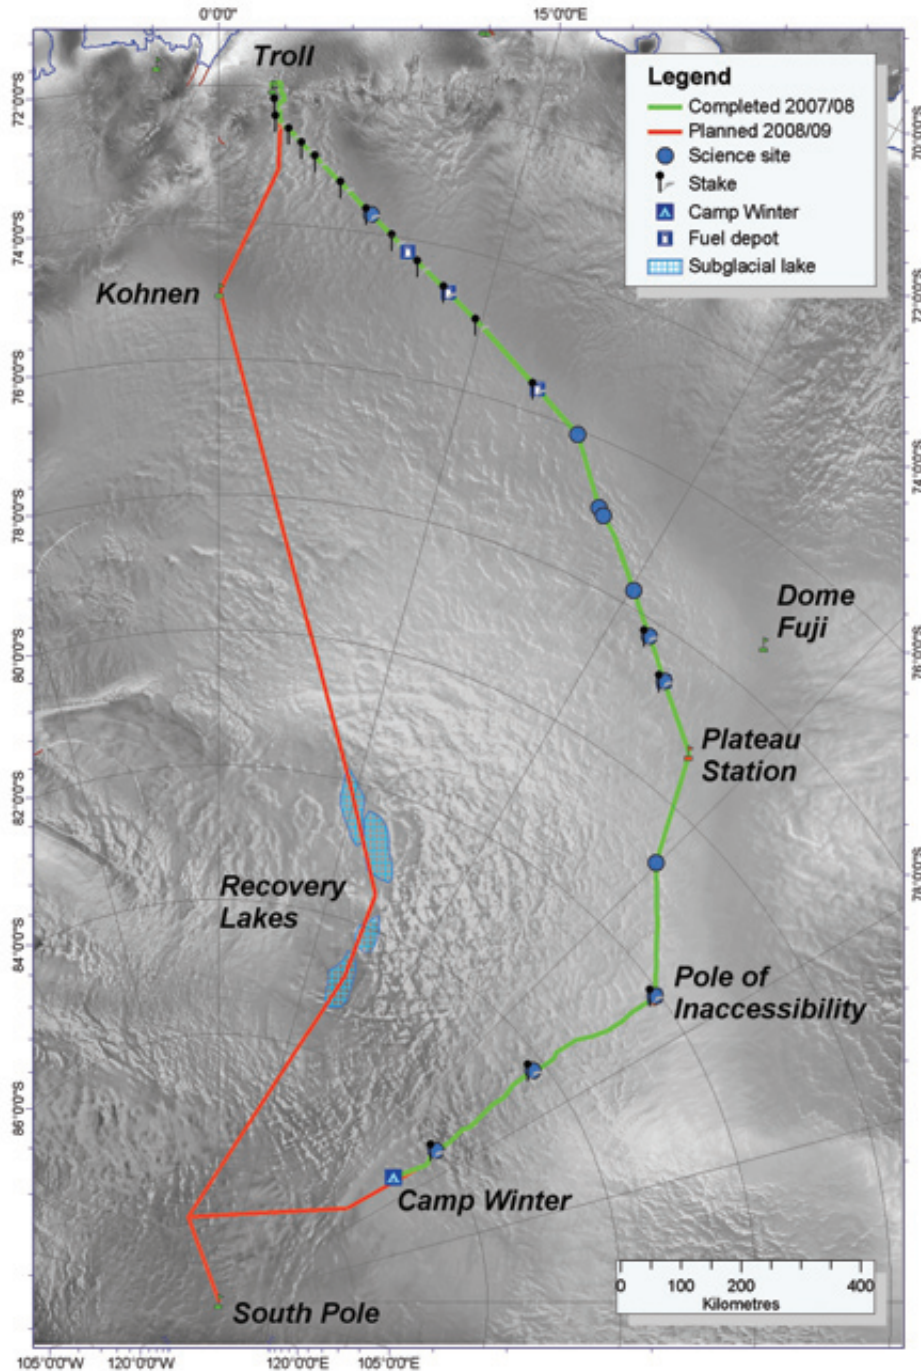 0°0'0"
15°0'0"E
Troll
Legend
Completed 2007/08
Planned 2008/09
Science site
Stake
Camp Winter
Fuel depot
Subglacial lake
72°0'0"S
74°0'0"S
76°0'0"S
78°0'0"S
80°0'0"S
82°0'0"S
84°0'0"S
86°0'0"S
70°0'0"S
72°0'0"S
74°0'0"S
76°0'0"S
78°0'0"S
Kohnen
Dome
Fuji
Plateau
Station
Recovery
Lakes
Pole of
Inaccessibility
Camp Winter
South Pole
0 100 200 400
Kilometres
105°0'0"W
120°0'0"W
120°0'0"E
105°0'0"E